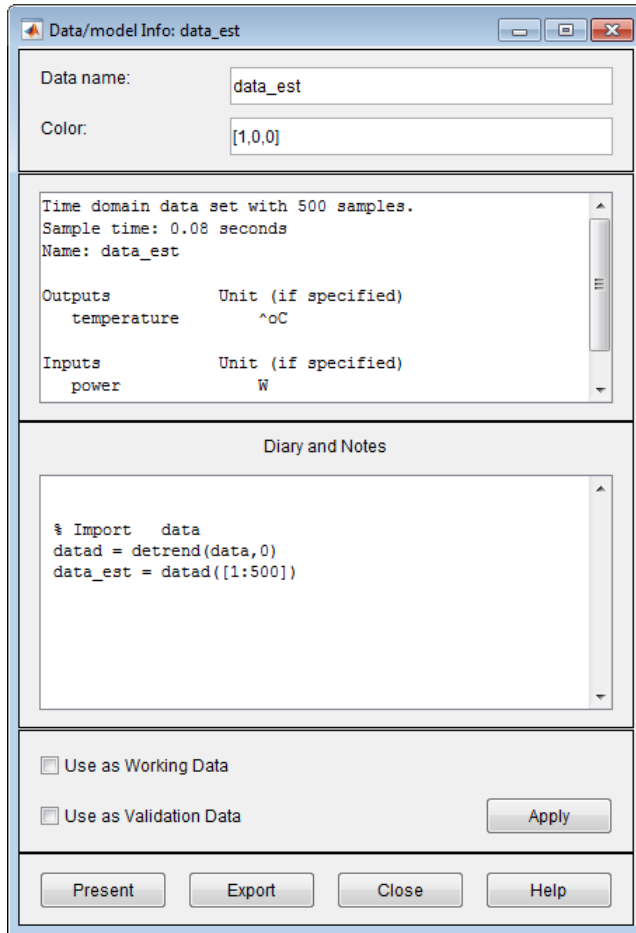 Data/model Info: data_est
Data name:
data_est
Color:
[1,0,0]
Time domain data set with 500 samples.
Sample time: 0.08 seconds
Name: data_est
Outputs Unit (if specified)
temperature ^oC
Inputs Unit (if specified)
power W
Diary and Notes
% Import data
datad = detrend(data,0)
data_est = datad([1:500])
Use as Working Data
Use as Validation Data
Apply
Present Export Close Help